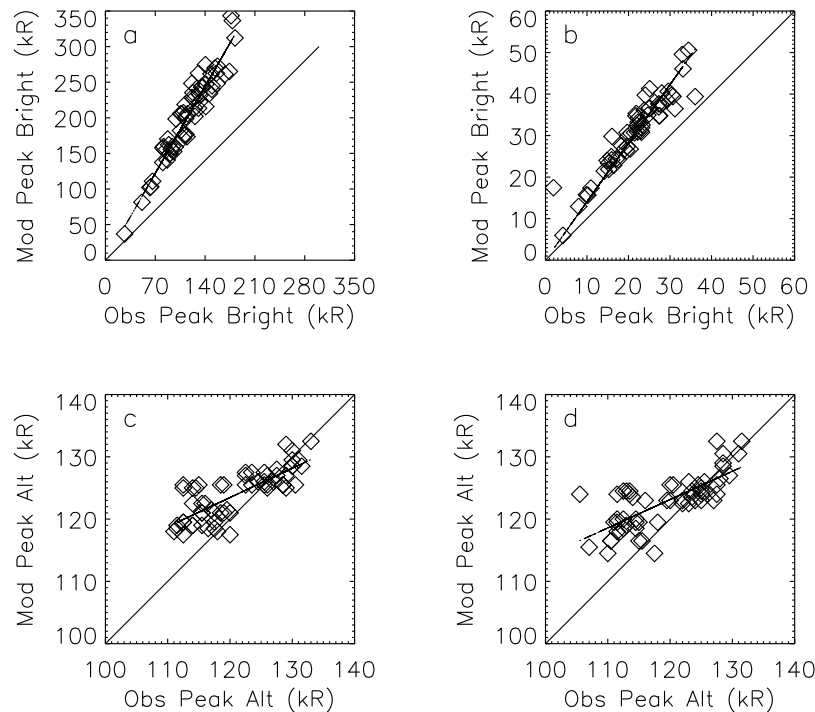 a
Mod Peak Bright (kR)
350
300
250
200
150
100
50
0
0 70 140 210 280 350
Obs Peak Bright (kR)
b
Mod Peak Bright (kR)
60
50
40
30
20
10
0
0 10 20 30 40 50 60
Obs Peak Bright (kR)
c
Mod Peak Alt (kR)
140
130
120
110
100
100 110 120 130 140
Obs Peak Alt (kR)
d
Mod Peak Alt (kR)
140
130
120
110
100
100 110 120 130 140
Obs Peak Alt (kR)